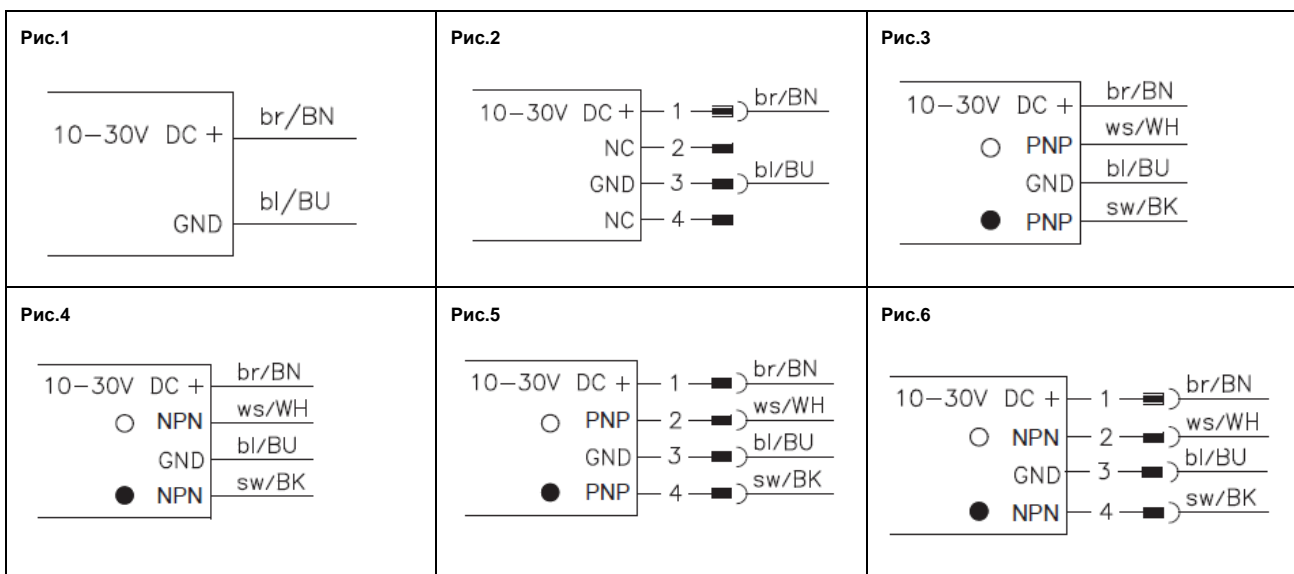 Рис.1
10-30V DC + br/BN
GND bl/BU
Рис.2
10-30V DC + 1 br/BN
NC 2
GND 3 bl/BU
NC 4
Рис.3
10-30V DC + br/BN
PNP ws/WH
GND bl/BU
PNP sw/BK
Рис.4
10-30V DC + br/BN
NPN ws/WH
GND bl/BU
NPN sw/BK
Рис.5
10-30V DC + 1 br/BN
PNP 2 ws/WH
GND 3 bl/BU
PNP 4 sw/BK
Рис.6
10-30V DC + 1 br/BN
NPN 2 ws/WH
GND 3 bl/BU
NPN 4 sw/BK